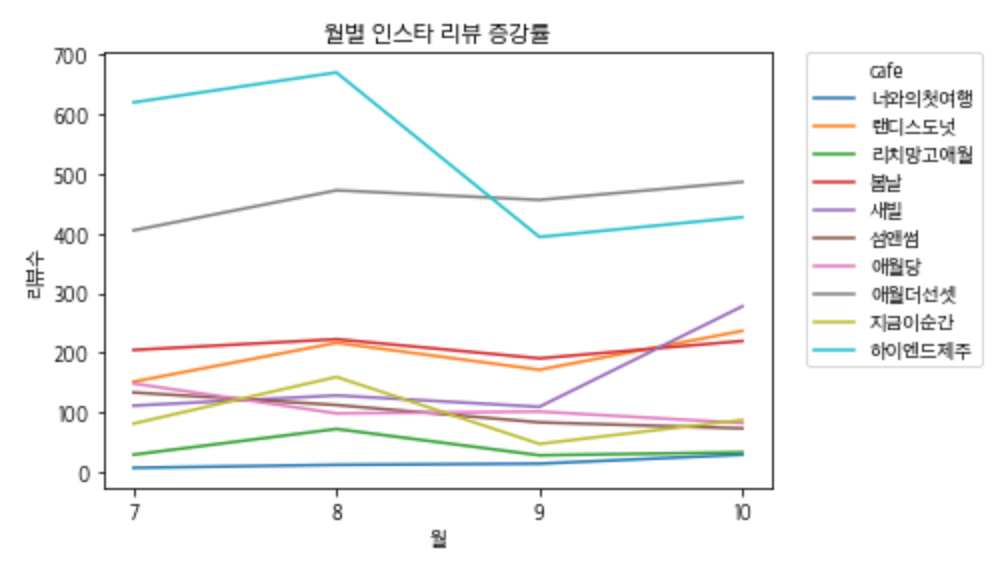 월별 인스타 리뷰 증강률
700
600
500
400
300
200
100
0
리뷰수
7
8
9
10
월
cafe
너와의첫여행
랜디스도넛
리치망고애월
봄날
새빌
섬앤썸
애월당
애월더선셋
지금이순간
하이엔드제주